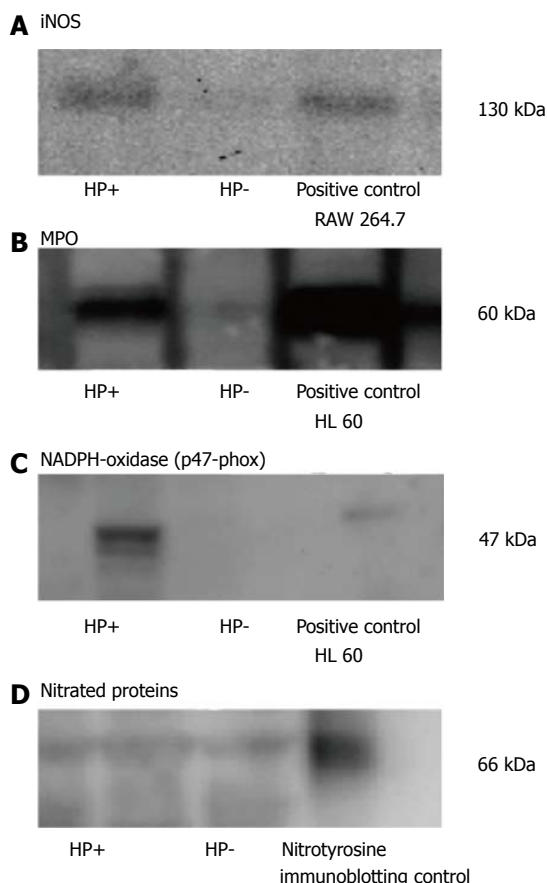 A iNOS
130 kDa
HP+ HP- Positive control
RAW 264.7
B MPO
60 kDa
HP+ HP- Positive control
HL 60
C NADPH-oxidase (p47-phox)
47 kDa
HP+ HP- Positive control
HL 60
D Nitrated proteins
66 kDa
HP+ HP- Nitrotyrosine
immunoblotting control